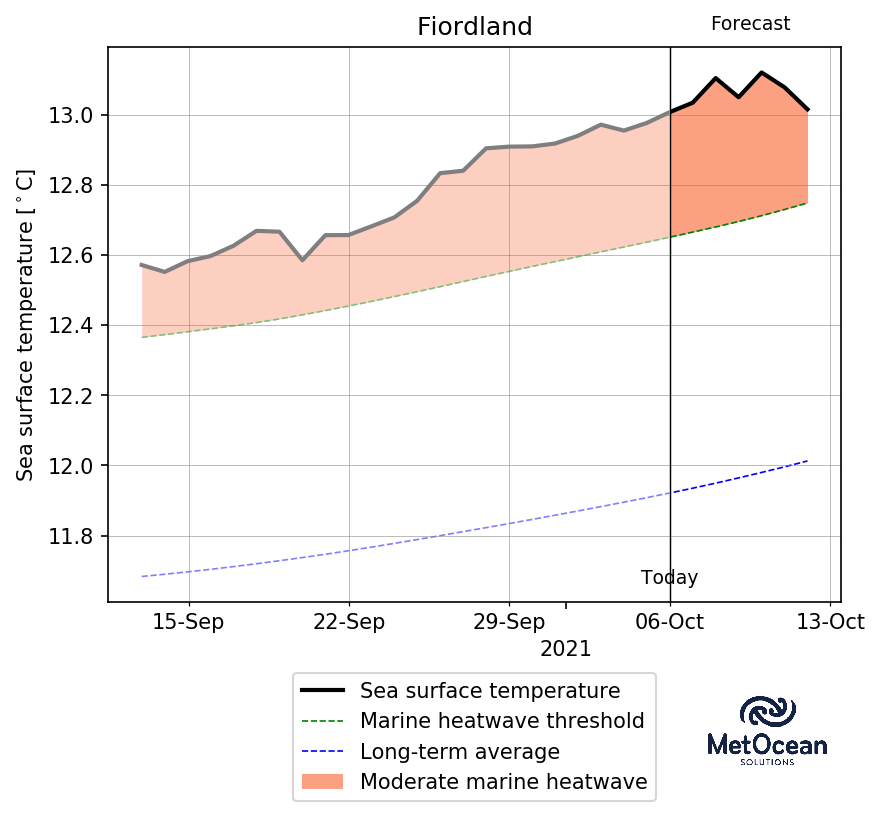 Fiordland
Forecast
Sea surface temperature [°C]
13.0
12.8
12.6
12.4
12.2
12.0
11.8
Today
15-Sep 22-Sep 29-Sep 06-Oct 13-Oct
2021
Sea surface temperature
Marine heatwave threshold
Long-term average
Moderate marine heatwave
MetOcean
SOLUTIONS